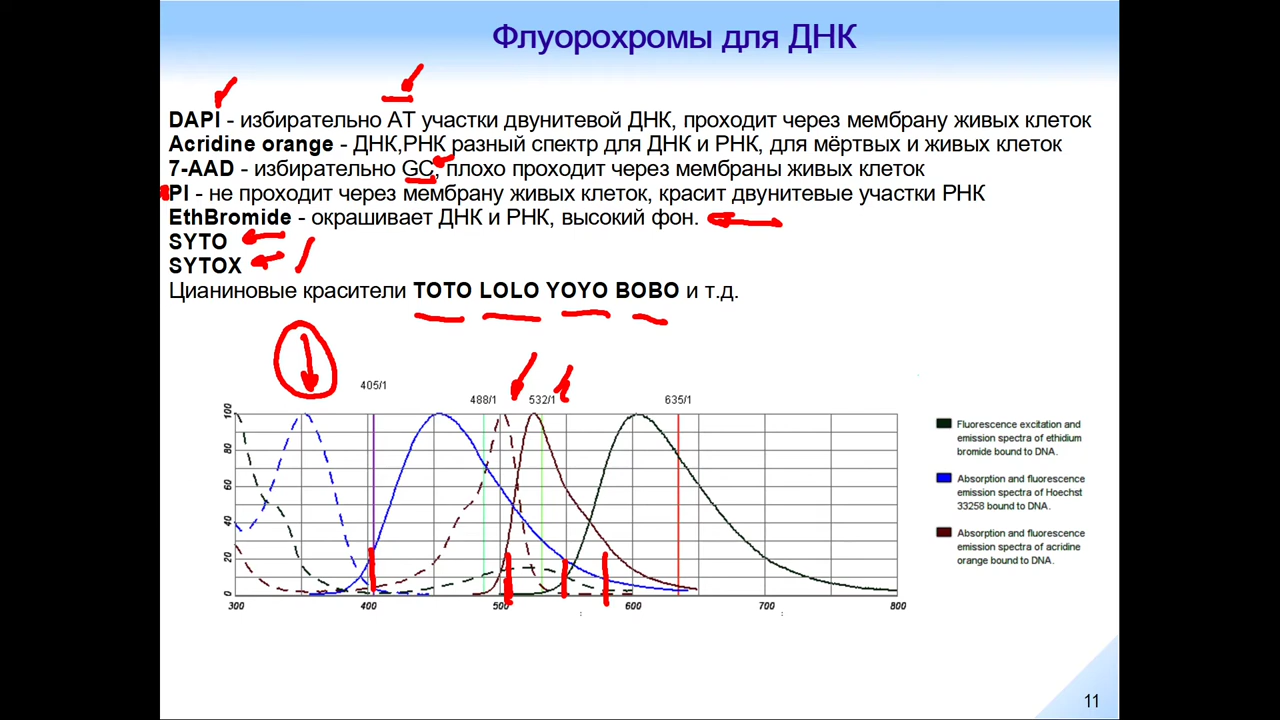 Флуорохромы для ДНК
DAPI - избирательно АТ участки двунитевой ДНК, проходит через мембрану живых клеток
Acridine orange - ДНК,РНК разный спектр для ДНК и РНК, для мёртвых и живых клеток
7-AAD - избирательно GC, плохо проходит через мембраны живых клеток
PI - не проходит через мембрану живых клеток, красит двунитевые участки РНК
EthBromide - окрашивает ДНК и РНК, высокий фон.
SYTO
SYTOX
Цианиновые красители TOTO LOLO YOYO BOBO и т.д.
405/1
488/1 532/1 635/1
100
80
60
40
20
0
300 400 500 600 700 800
Fluorescence excitation and
emission spectra of ethidium
bromide bound to DNA.
Absorption and fluorescence
emission spectra of Hoechst
33258 bound to DNA.
Absorption and fluorescence
emission spectra of acridine
orange bound to DNA.
11